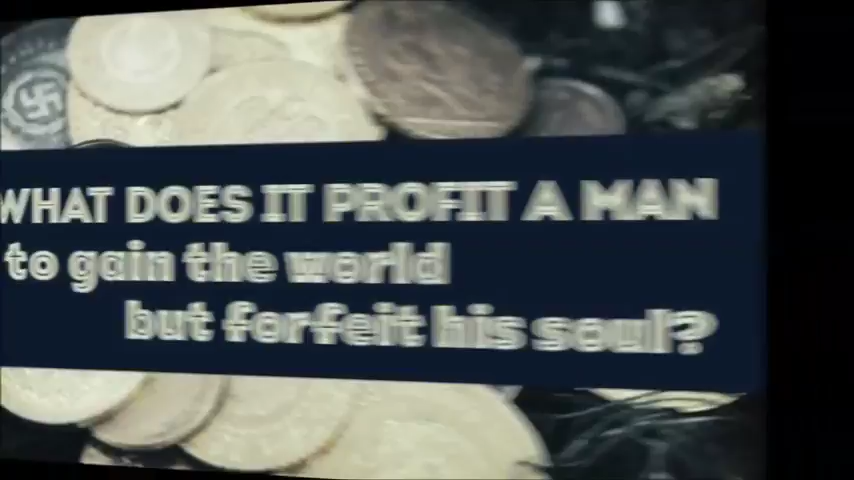 WHAT DOES IT PROFIT A MAN
to gain the world
but forfeit his soul?